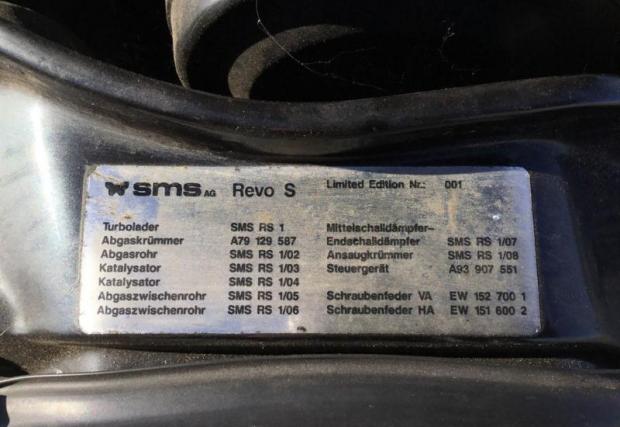 sms AG Revo S Limited Edition Nr.: 001
Turbolader SMS RS 1
Abgaskrümmer A79 129 587
Abgasrohr SMS RS 1/02
Katalysator SMS RS 1/03
Katalysator SMS RS 1/04
Abgaszwischenrohr SMS RS 1/05
Abgaszwischenrohr SMS RS 1/06
Mittelschalldämpfer-
Endschalldämpfer SMS RS 1/07
Ansaugkrümmer SMS RS 1/08
Steuergerät A93 907 551
Schraubenfeder VA EW 152 700 1
Schraubenfeder HA EW 151 600 2